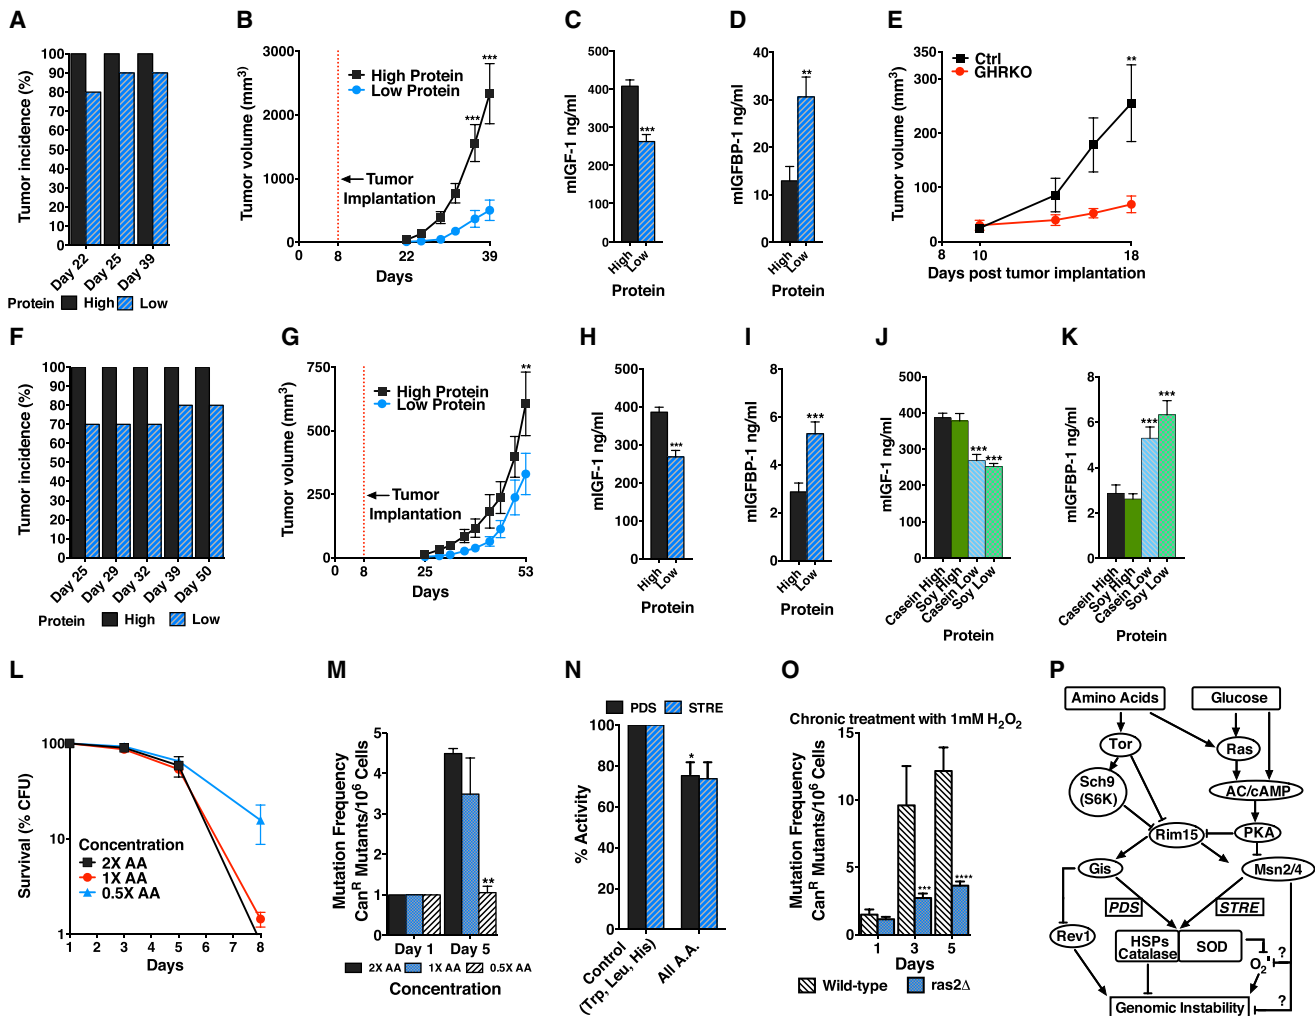 A
Tumor incidence (%)
100
90
80
70
60
50
40
30
20
10
0
Day 22
Day 25
Day 39
Protein High Low
B
Tumor volume (mm³)
3000
2000
1000
0
High Protein
Low Protein
***
***
Tumor
Implantation
0 8 22 39
Days
C
mIGF-1 ng/ml
500
400
300
200
100
0
***
High
Low
Protein
D
mIGFBP-1 ng/ml
40
30
20
10
0
**
High
Low
Protein
E
Tumor volume (mm³)
350
300
200
100
0
Ctrl
GHRKO
**
8 10 18
Days post tumor implantation
F
Tumor incidence (%)
100
90
80
70
60
50
40
30
20
10
0
Day 25
Day 29
Day 32
Day 39
Day 50
Protein High Low
G
Tumor volume (mm³)
750
500
250
0
High Protein
Low Protein
**
Tumor
Implantation
0 8 25 53
Days
H
mIGF-1 ng/ml
500
400
300
200
100
0
***
High
Low
Protein
I
mIGFBP-1 ng/ml
8
6
4
2
0
***
High
Low
Protein
J
mIGF-1 ng/ml
500
400
300
200
100
0
***
***
Casein High
Soy High
Casein Low
Soy Low
Protein
K
mIGFBP-1 ng/ml
8
6
4
2
0
***
***
Casein High
Soy High
Casein Low
Soy Low
Protein
L
Survival (% CFU)
100
10
1
Concentration
2X AA
1X AA
0.5X AA
1 2 3 4 5 6 7 8
Days
M
Mutation Frequency
Canᴿ Mutants/10⁶ Cells
5
4
3
2
1
0
**
Day 1 Day 5
2X AA 1X AA 0.5X AA
Concentration
N
PDS STRE
% Activity
100
80
60
40
20
0
*
Control
(Trp, Leu, His)
All A.A.
O
Chronic treatment with 1mM H₂O₂
Mutation Frequency
Canᴿ Mutants/10⁶ Cells
15
10
5
0
***
****
1 3 5
Days
Wild-type ras2Δ
P
Amino Acids Glucose
Tor Ras
Sch9
(S6K)
AC/cAMP
Rim15 PKA
Gis Msn2/4
PDS STRE
Rev1
HSPs
Catalase
SOD
O₂⁻
?
?
Genomic Instability